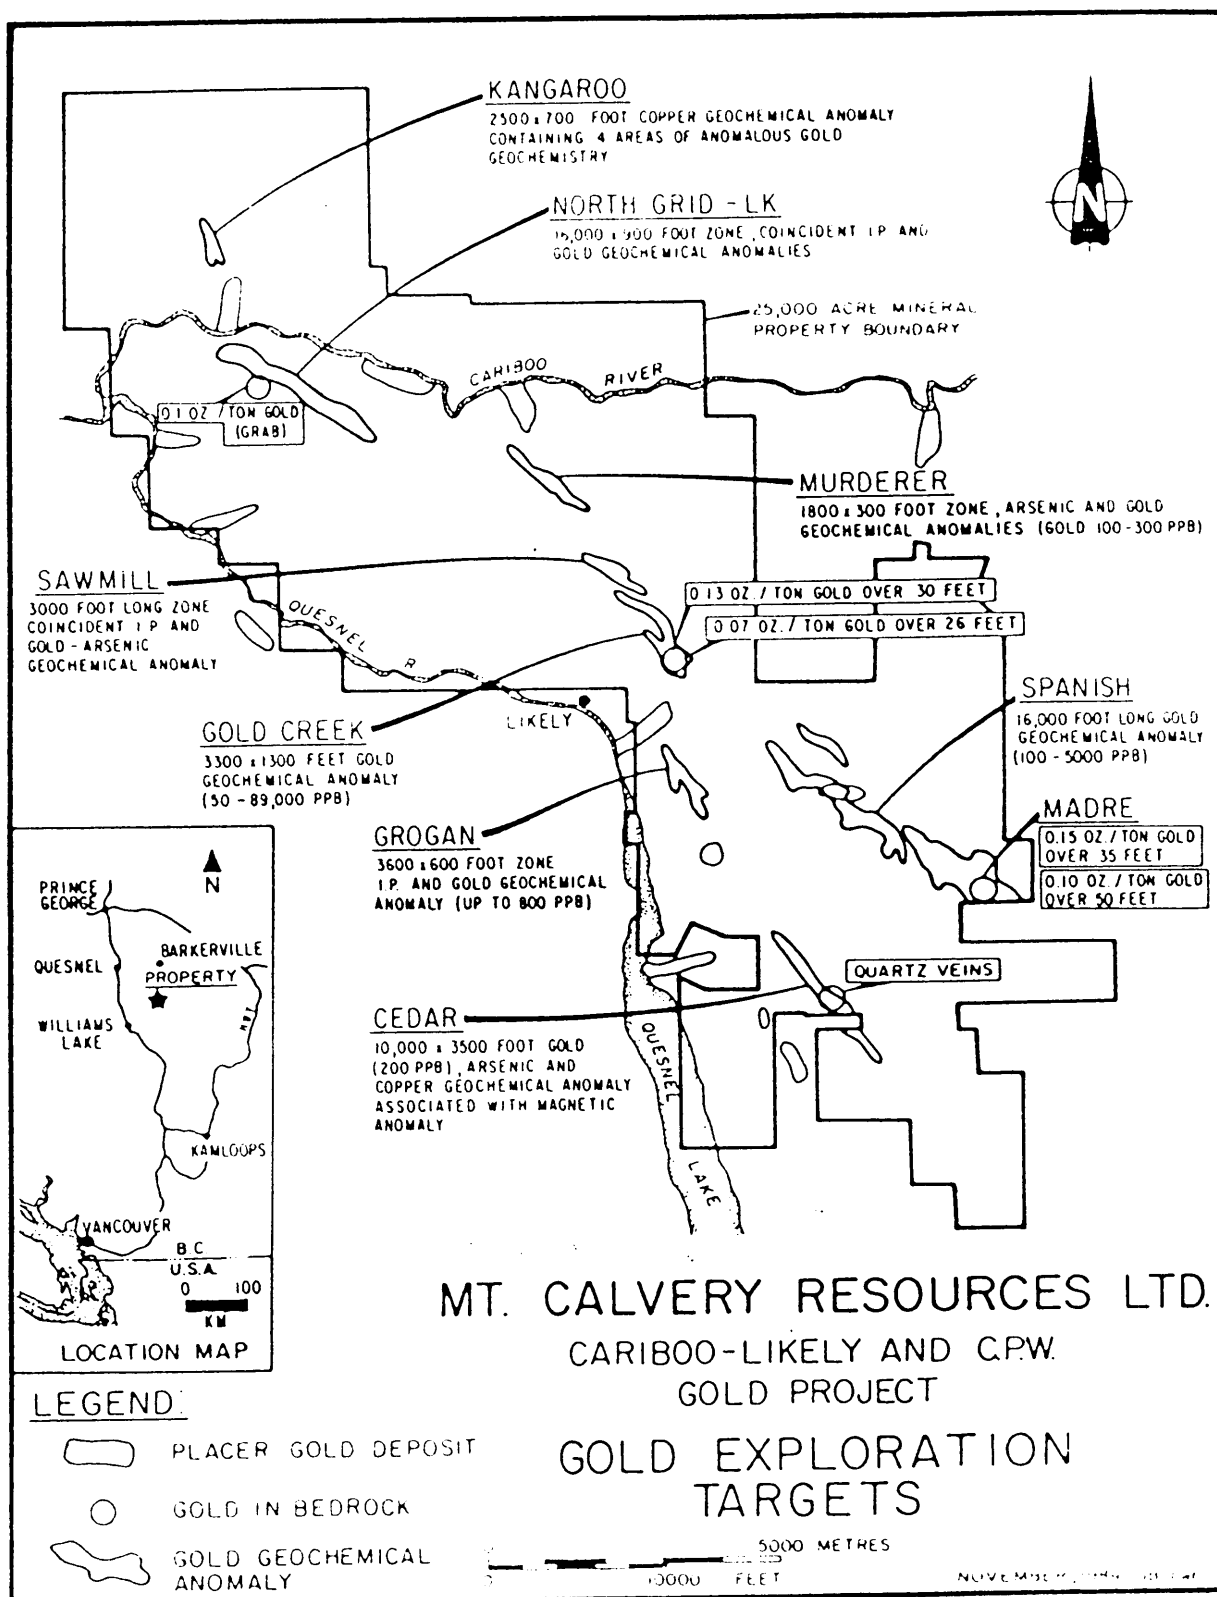 KANGAROO
2500 x 700 FOOT COPPER GEOCHEMICAL ANOMALY
CONTAINING 4 AREAS OF ANOMALOUS GOLD
GEOCHEMISTRY
NORTH GRID - LK
FOOT ZONE, COINCIDENT I.P. AND
GOLD GEOCHEMICAL ANOMALIES
N
25,000 ACRE MINERAL
PROPERTY BOUNDARY
CARIBOO RIVER
0.1 OZ./TON GOLD
(GRAB)
MURDERER
1800 x 300 FOOT ZONE, ARSENIC AND GOLD
GEOCHEMICAL ANOMALIES (GOLD 100-300 PPB)
SAWMILL
3000 FOOT LONG ZONE
COINCIDENT I.P. AND
GOLD-ARSENIC
GEOCHEMICAL ANOMALY
0.13 OZ./TON GOLD OVER 30 FEET
0.07 OZ./TON GOLD OVER 26 FEET
QUESNEL R
LIKELY
SPANISH
16,000 FOOT LONG GOLD
GEOCHEMICAL ANOMALY
(100-5000 PPB)
GOLD CREEK
3300 x 1300 FEET GOLD
GEOCHEMICAL ANOMALY
(50-89,000 PPB)
MADRE
0.15 OZ./TON GOLD
OVER 35 FEET
0.10 OZ./TON GOLD
OVER 50 FEET
GROGAN
3600 x 600 FOOT ZONE
I.P. AND GOLD GEOCHEMICAL
ANOMALY (UP TO 800 PPB)
QUARTZ VEINS
CEDAR
10,000 x 3500 FOOT GOLD
(200 PPB), ARSENIC AND
COPPER GEOCHEMICAL ANOMALY
ASSOCIATED WITH MAGNETIC
ANOMALY
QUESNEL
LAKE
N
PRINCE
GEORGE
BARKERVILLE
QUESNEL
PROPERTY
WILLIAMS
LAKE
KAMLOOPS
VANCOUVER
B.C
U.S.A.
0 100
KM
LOCATION MAP
MT. CALVERY RESOURCES LTD.
CARIBOO-LIKELY AND C.P.W.
GOLD PROJECT
GOLD EXPLORATION
TARGETS
LEGEND:
PLACER GOLD DEPOSIT
GOLD IN BEDROCK
GOLD GEOCHEMICAL
ANOMALY
5000 METRES
0 10000 FEET
NOVEMBER,